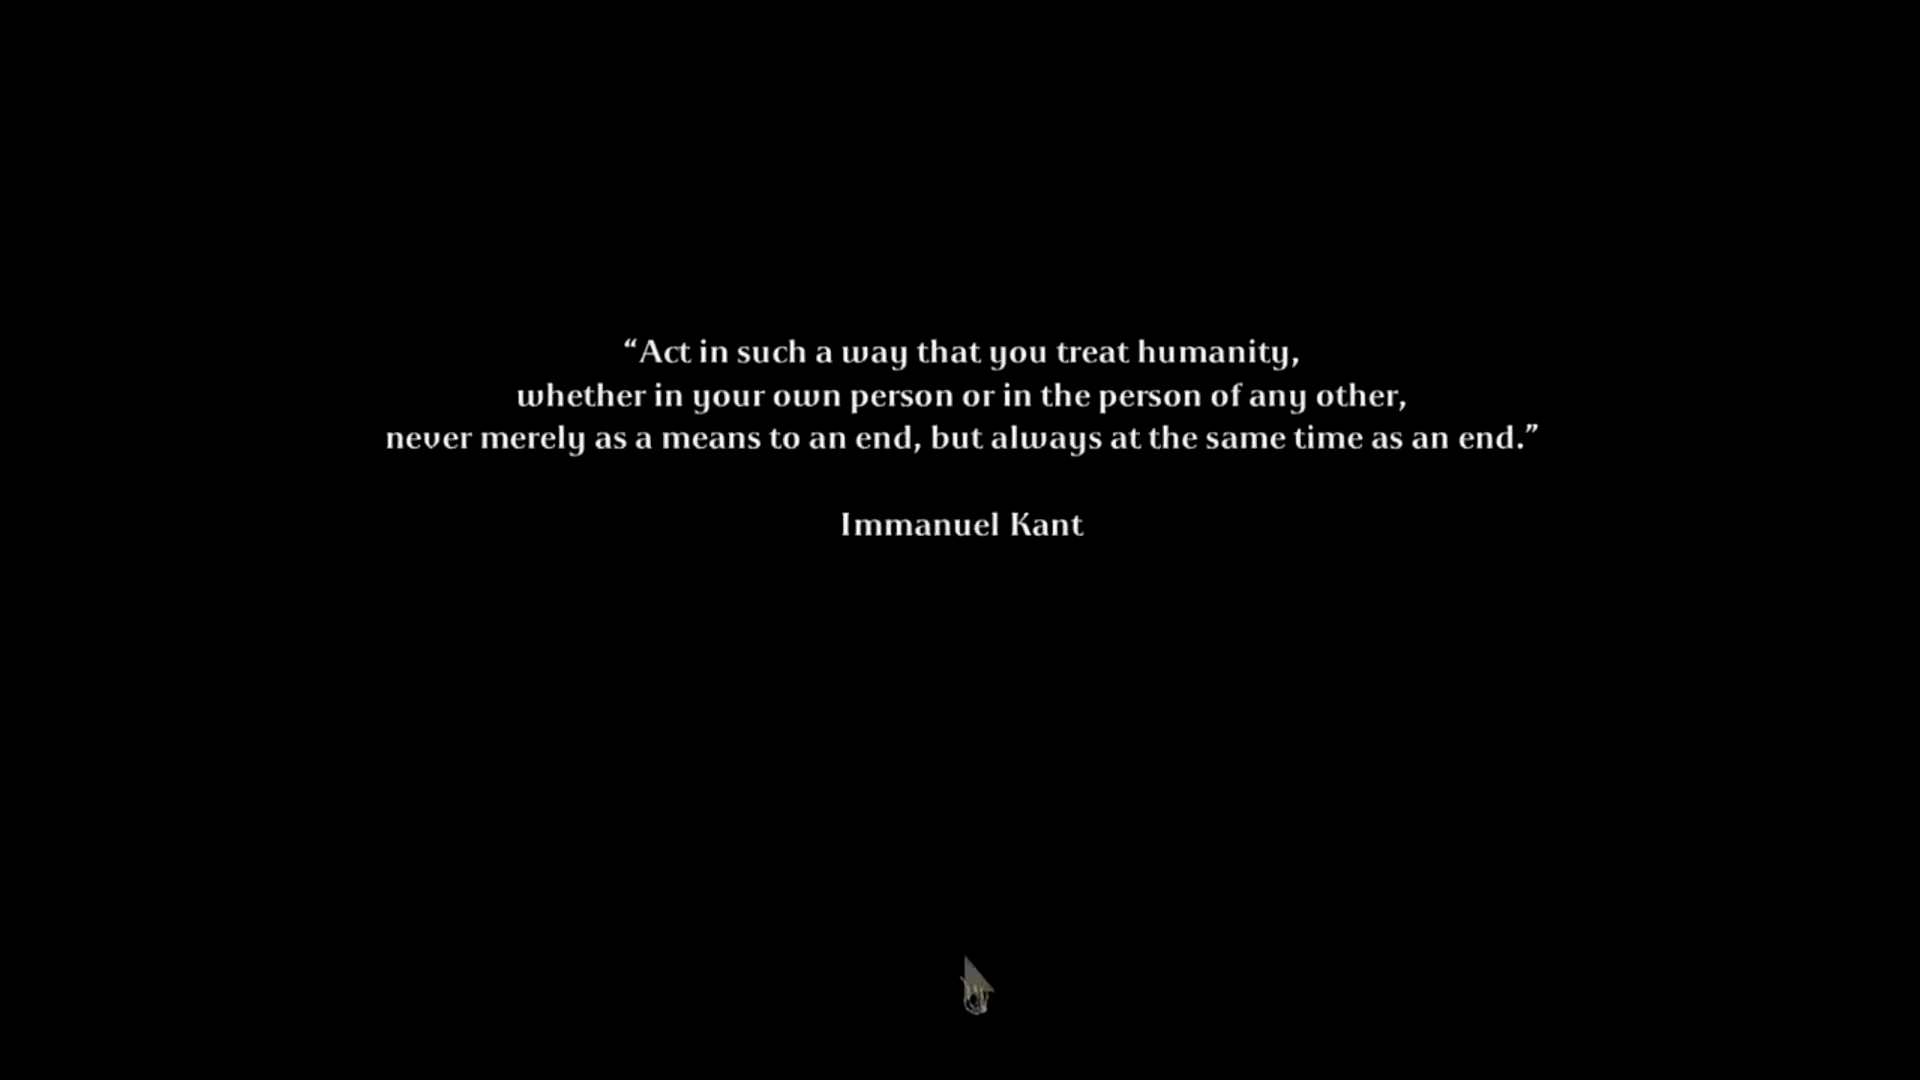 “Act in such a way that you treat humanity,
whether in your own person or in the person of any other,
never merely as a means to an end, but always at the same time as an end.”
Immanuel Kant